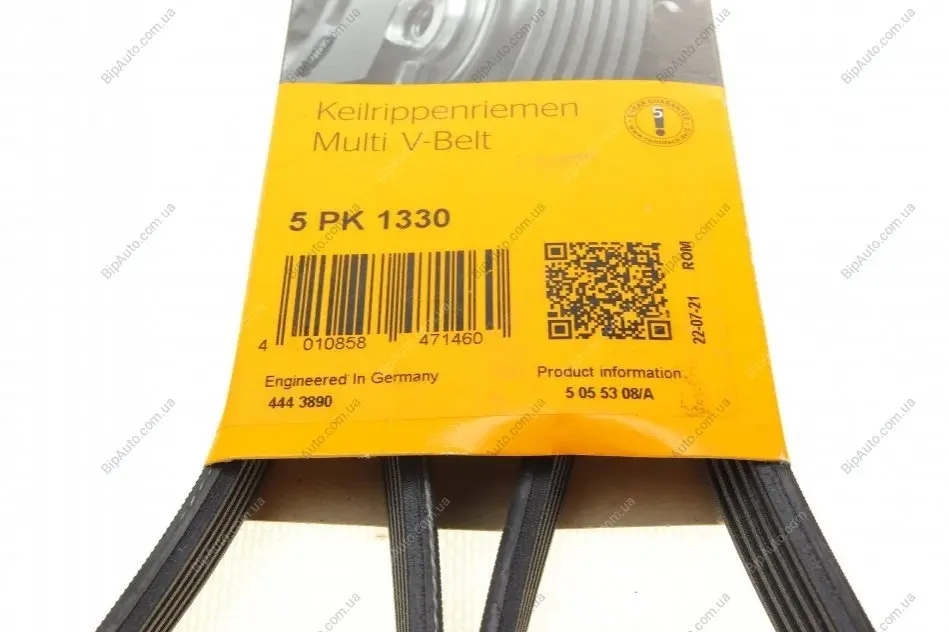 Keilrippenriemen
Multi V-Belt
5
5 PK 1330
4 010858 471460
22-07-21 ROM
Engineered In Germany
444 3890
Product information
5 05 53 08/A
BipAuto.com.ua